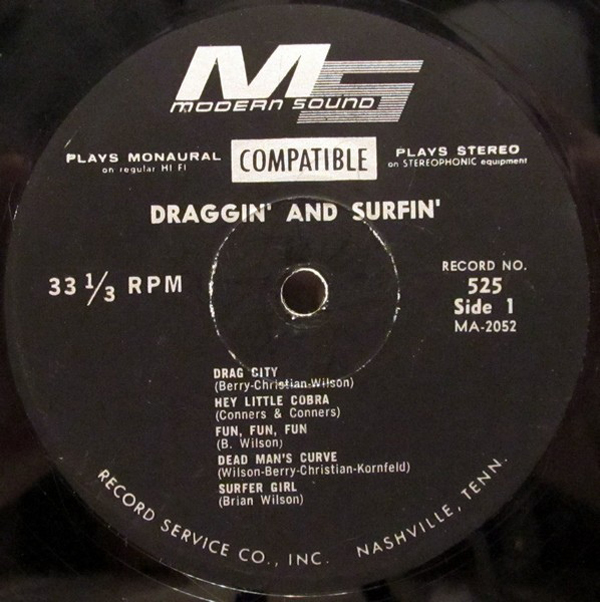 MS
MODERN SOUND
PLAYS MONAURAL
on regular HI FI
COMPATIBLE
PLAYS STEREO
on STEREOPHONIC equipment
DRAGGIN' AND SURFIN'
33 1/3 RPM
RECORD NO.
525
Side 1
MA-2052
DRAG CITY
(Berry-Christian-Wilson)
HEY LITTLE COBRA
(Conners & Conners)
FUN, FUN, FUN
(B. Wilson)
DEAD MAN'S CURVE
(Wilson-Berry-Christian-Kornfeld)
SURFER GIRL
(Brian Wilson)
RECORD SERVICE CO., INC. NASHVILLE, TENN.